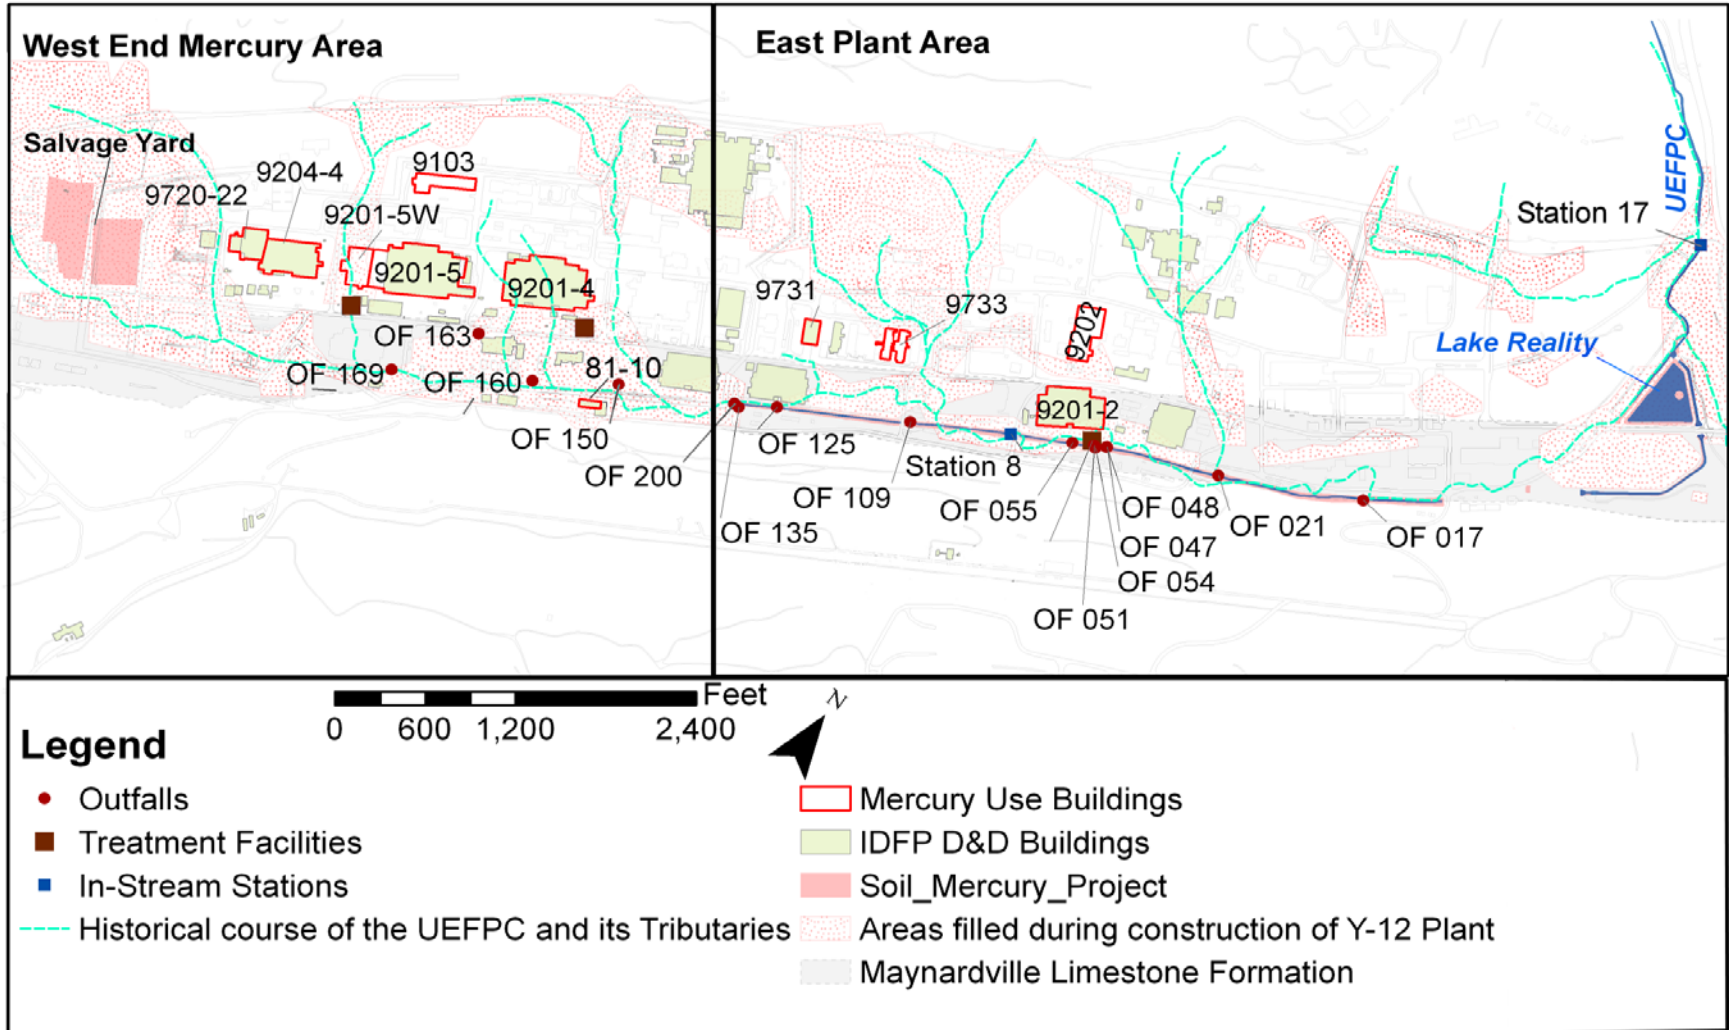 West End Mercury Area
East Plant Area
Salvage Yard
9720-22
9204-4
9103
9201-5W
9201-5
9201-4
OF 163
OF 169
OF 160
81-10
OF 150
OF 200
OF 135
OF 125
OF 109
9731
9733
9202
9201-2
Station 8
OF 055
OF 048
OF 047
OF 054
OF 051
OF 021
OF 017
Station 17
UEFPC
Lake Reality
Feet
0 600 1,200 2,400
N
Legend
Outfalls
Treatment Facilities
In-Stream Stations
Historical course of the UEFPC and its Tributaries
Mercury Use Buildings
IDFP D&D Buildings
Soil_Mercury_Project
Areas filled during construction of Y-12 Plant
Maynardville Limestone Formation